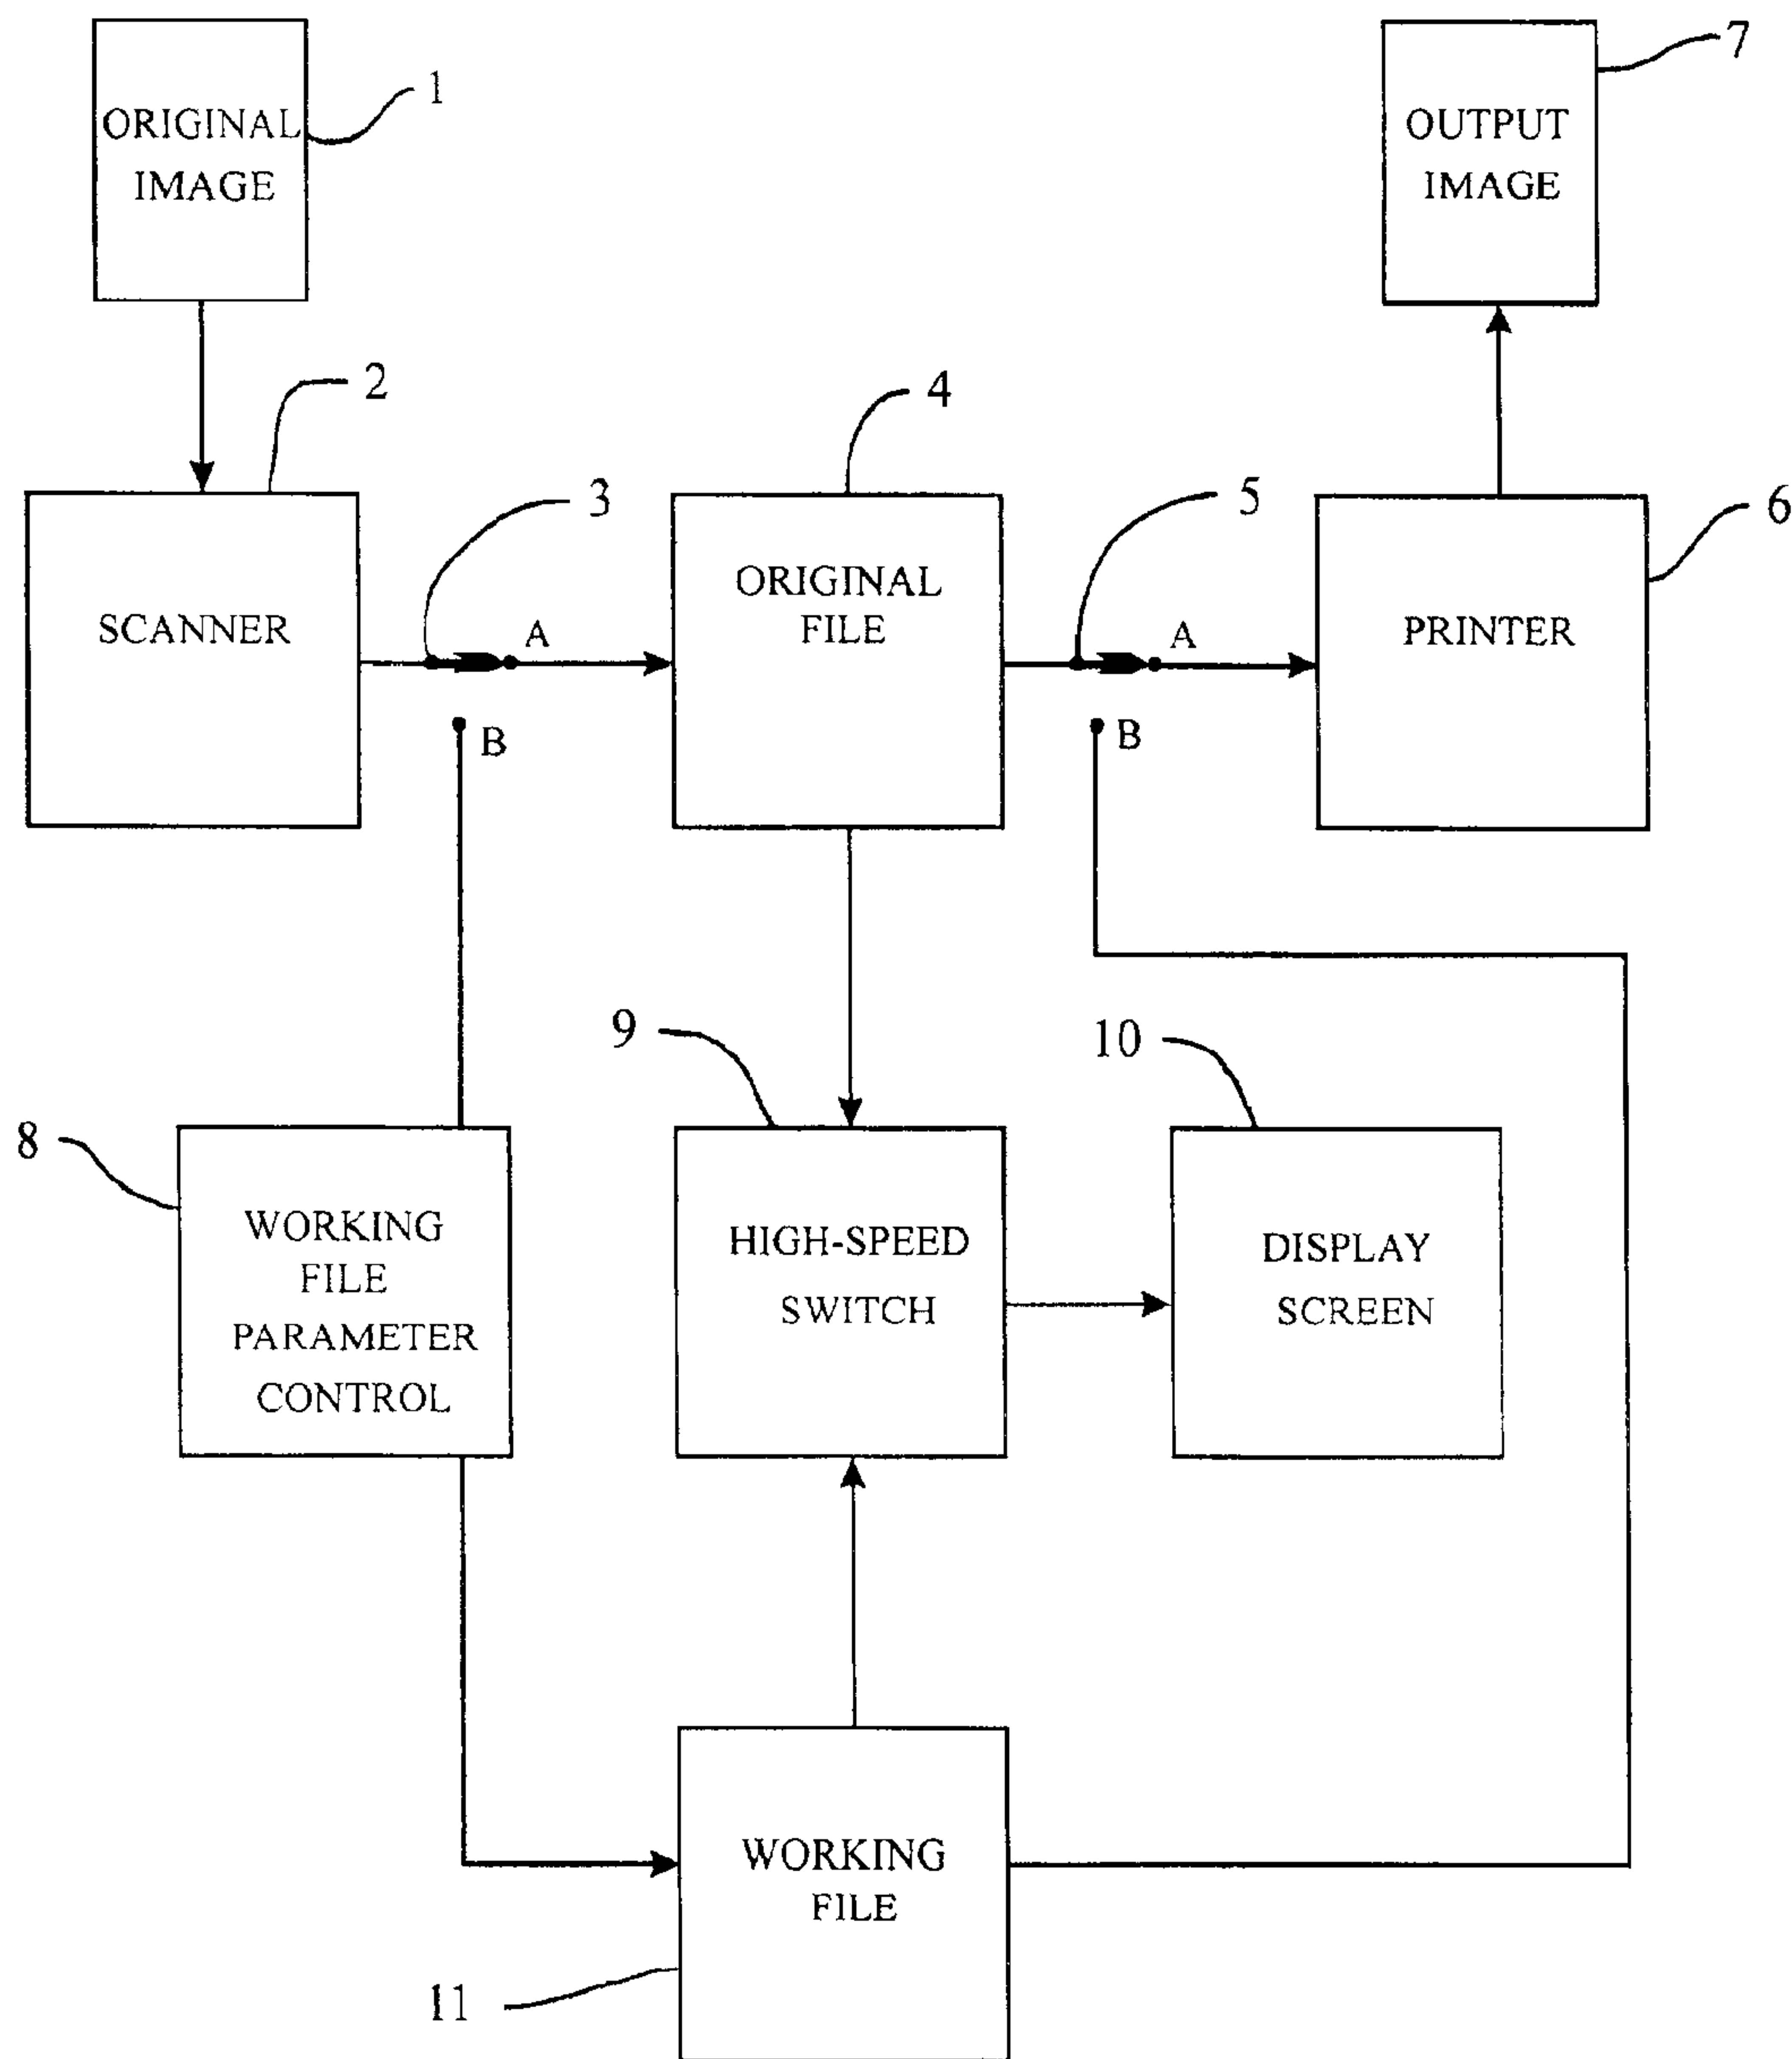 ORIGINAL
IMAGE
1
OUTPUT
IMAGE
7
SCANNER
2
3
A
B
ORIGINAL
FILE
4
5
A
B
PRINTER
6
WORKING
FILE
PARAMETER
CONTROL
8
HIGH-SPEED
SWITCH
9
DISPLAY
SCREEN
10
WORKING
FILE
11